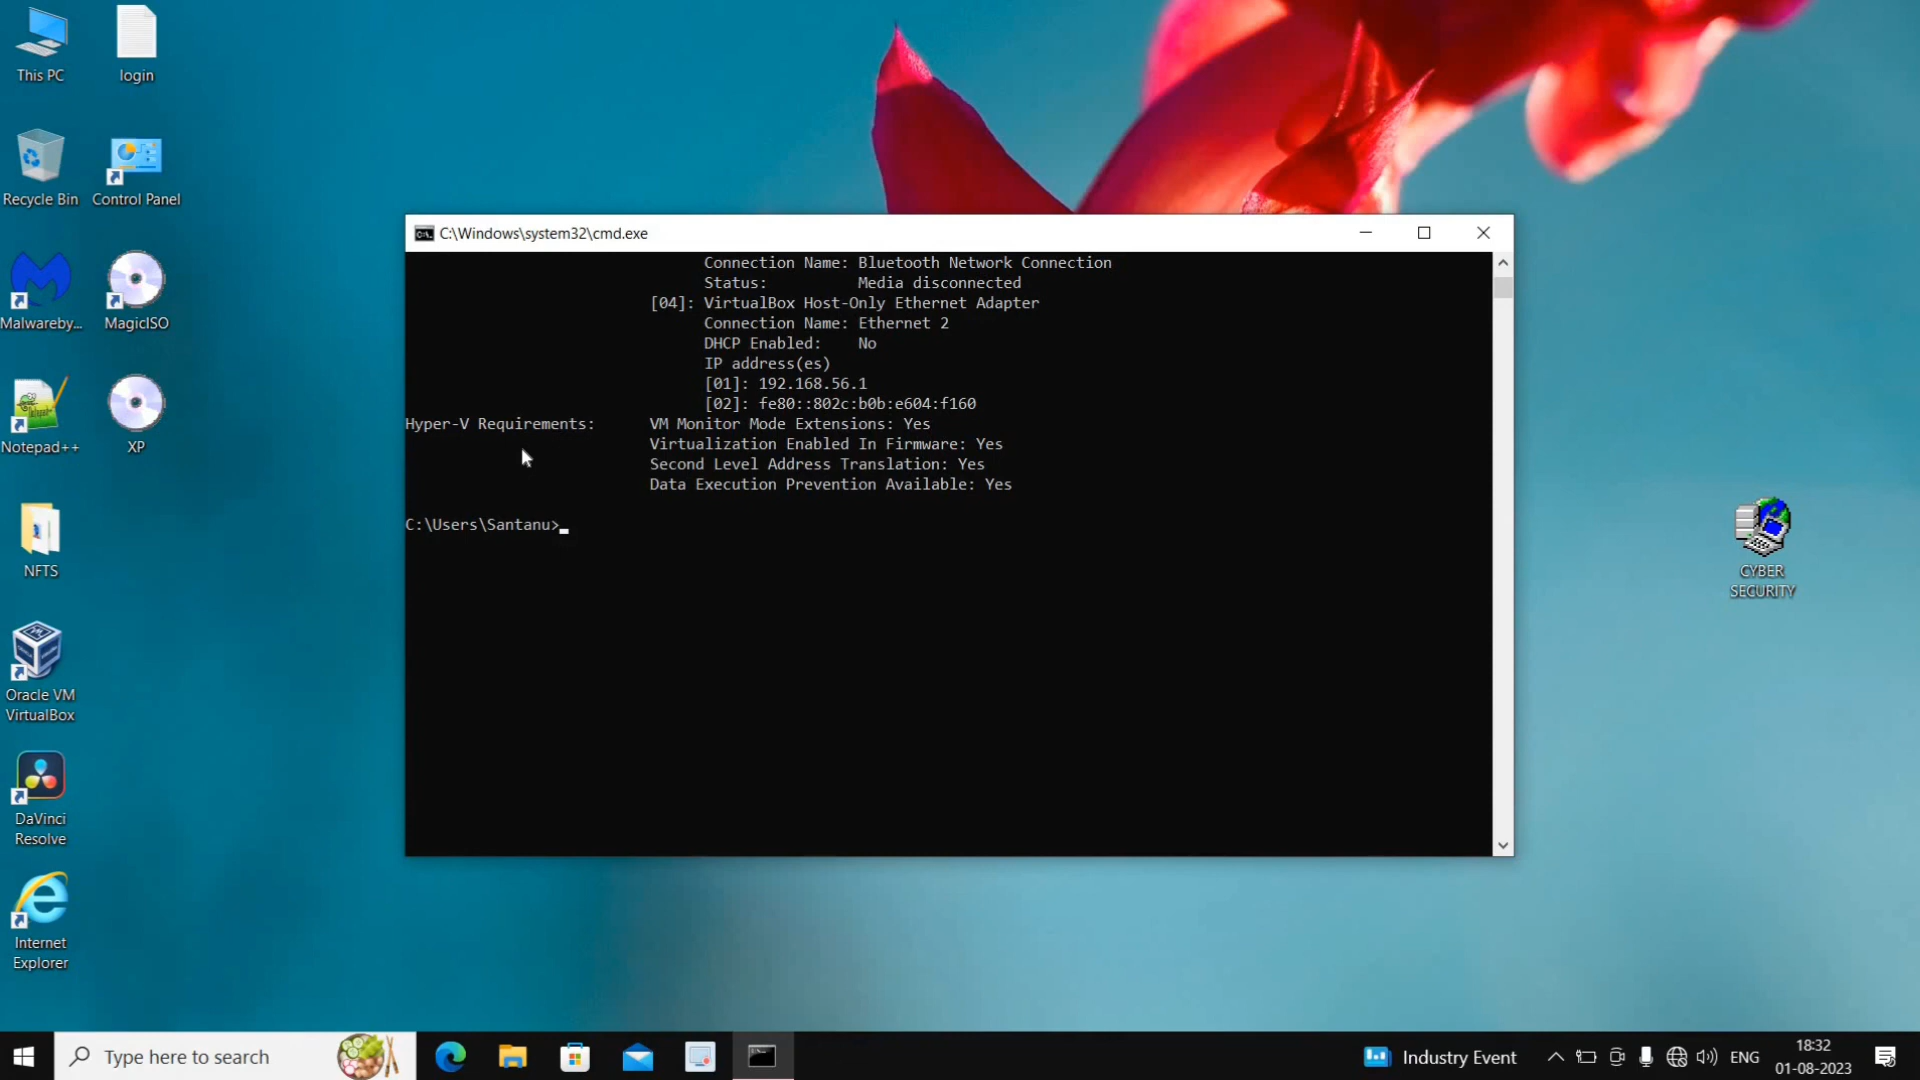 This PC
login
Recycle Bin
Control Panel
Malwareby...
MagicISO
Notepad++
XP
NFTS
Oracle VM
VirtualBox
DaVinci
Resolve
Internet
Explorer
C:\Windows\system32\cmd.exe
Connection Name: Bluetooth Network Connection
Status:          Media disconnected
[04]: VirtualBox Host-Only Ethernet Adapter
Connection Name: Ethernet 2
DHCP Enabled:    No
IP address(es)
[01]: 192.168.56.1
[02]: fe80::802c:b0b:e604:f160
Hyper-V Requirements:      VM Monitor Mode Extensions: Yes
Virtualization Enabled In Firmware: Yes
Second Level Address Translation: Yes
Data Execution Prevention Available: Yes
C:\Users\Santanu>
CYBER
SECURITY
Type here to search
Industry Event
ENG
18:32
01-08-2023